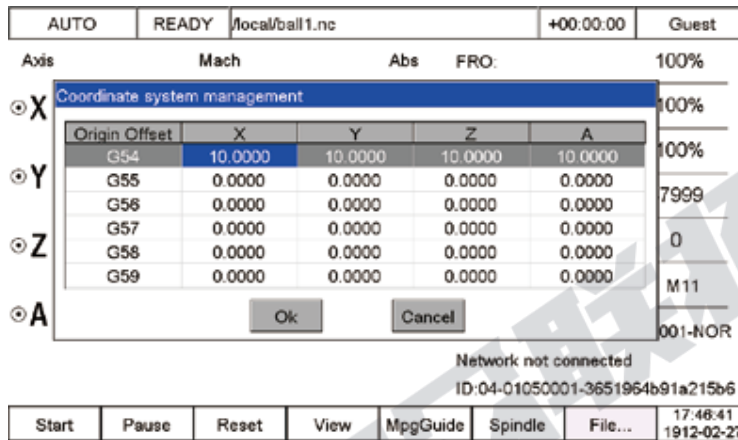 AUTO READY /local/ball1.nc +00:00:00 Guest
Axis Mach Abs FRO: 100%
Coordinate system management
X 100%
Origin Offset X Y Z A
G54 10.0000 10.0000 10.0000 10.0000 100%
Y G55 0.0000 0.0000 0.0000 0.0000
G56 0.0000 0.0000 0.0000 0.0000 7999
G57 0.0000 0.0000 0.0000 0.0000
Z G58 0.0000 0.0000 0.0000 0.0000 0
G59 0.0000 0.0000 0.0000 0.0000
M11
A Ok Cancel
001-NOR
Network not connected
ID:04-01050001-3651964b91a215b6
Start Pause Reset View MpgGuide Spindle File... 17:46:41
1912-02-27